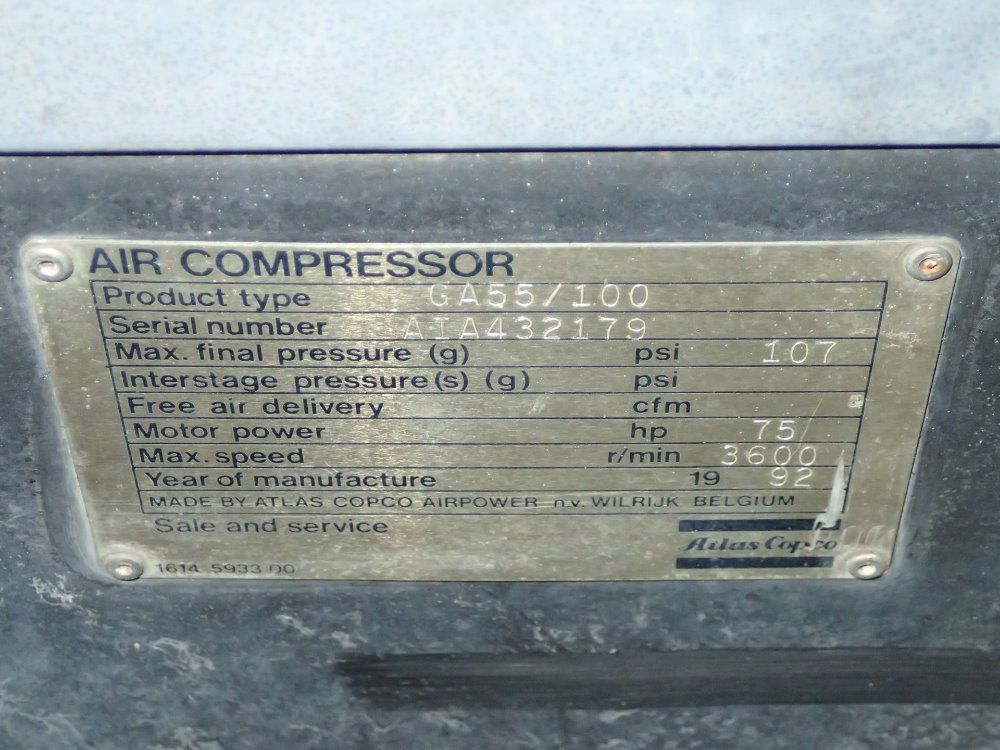 AIR COMPRESSOR
Product type GA55/100
Serial number AIA432179
Max. final pressure (g) psi 107
Interstage pressure(s) (g) psi
Free air delivery cfm
Motor power hp 75/
Max. speed r/min 3600
Year of manufacture 19 92
MADE BY ATLAS COPCO AIRPOWER n.v. WILRIJK BELGIUM
Sale and service
Atlas Copco
1614 5933 00